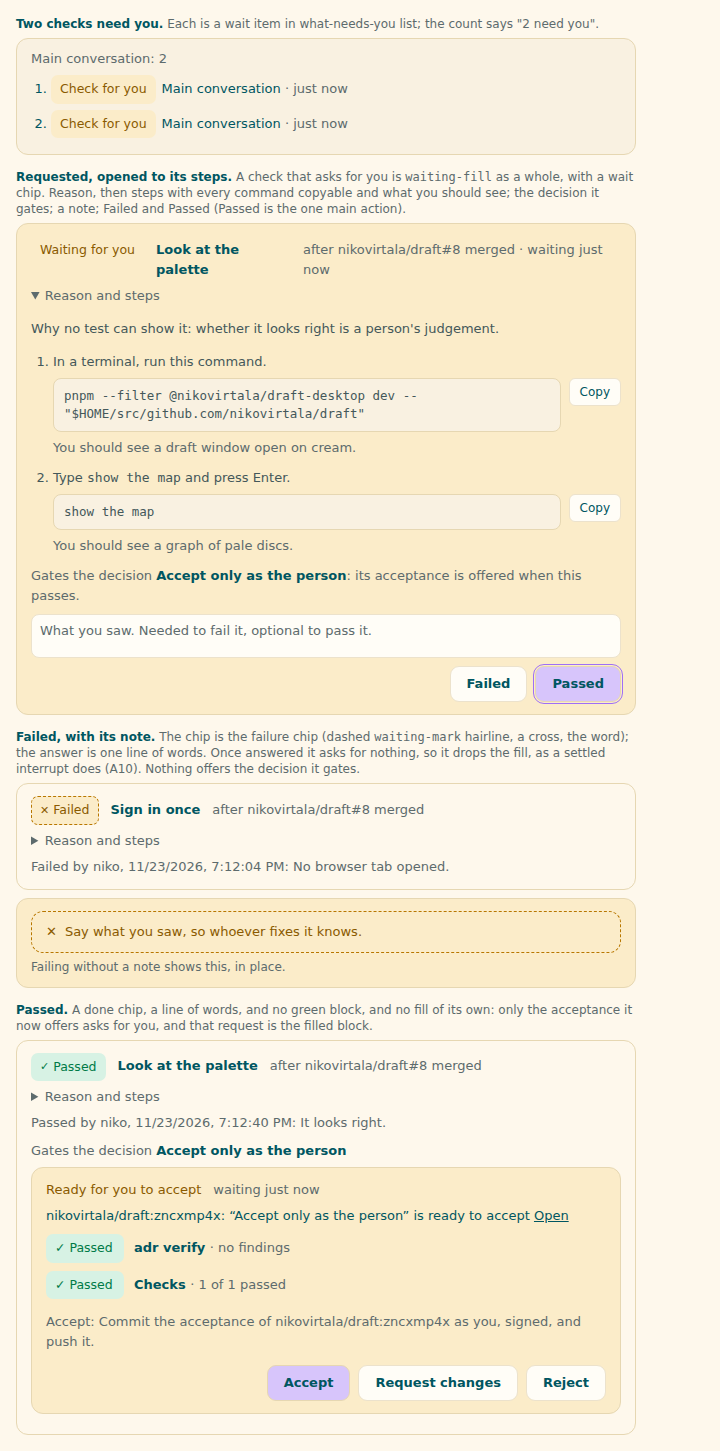 Two checks need you. Each is a wait item in what-needs-you list; the count says "2 need you".
Main conversation: 2
1. Check for you Main conversation · just now
2. Check for you Main conversation · just now
Requested, opened to its steps. A check that asks for you is waiting-fill as a whole, with a wait
chip. Reason, then steps with every command copyable and what you should see; the decision it
gates; a note; Failed and Passed (Passed is the one main action).
Waiting for you Look at the after nikovirtala/draft#8 merged · waiting just
palette now
▼ Reason and steps
Why no test can show it: whether it looks right is a person's judgement.
1. In a terminal, run this command.
pnpm --filter @nikovirtala/draft-desktop dev -- Copy
"$HOME/src/github.com/nikovirtala/draft"
You should see a draft window open on cream.
2. Type show the map and press Enter.
show the map Copy
You should see a graph of pale discs.
Gates the decision Accept only as the person: its acceptance is offered when this
passes.
What you saw. Needed to fail it, optional to pass it.
Failed Passed
Failed, with its note. The chip is the failure chip (dashed waiting-mark hairline, a cross, the word);
the answer is one line of words. Once answered it asks for nothing, so it drops the fill, as a settled
interrupt does (A10). Nothing offers the decision it gates.
✕ Failed Sign in once after nikovirtala/draft#8 merged
▶ Reason and steps
Failed by niko, 11/23/2026, 7:12:04 PM: No browser tab opened.
✕ Say what you saw, so whoever fixes it knows.
Failing without a note shows this, in place.
Passed. A done chip, a line of words, and no green block, and no fill of its own: only the acceptance it
now offers asks for you, and that request is the filled block.
✓ Passed Look at the palette after nikovirtala/draft#8 merged
▶ Reason and steps
Passed by niko, 11/23/2026, 7:12:40 PM: It looks right.
Gates the decision Accept only as the person
Ready for you to accept waiting just now
nikovirtala/draft:zncxmp4x: “Accept only as the person” is ready to accept Open
✓ Passed adr verify · no findings
✓ Passed Checks · 1 of 1 passed
Accept: Commit the acceptance of nikovirtala/draft:zncxmp4x as you, signed, and
push it.
Accept Request changes Reject